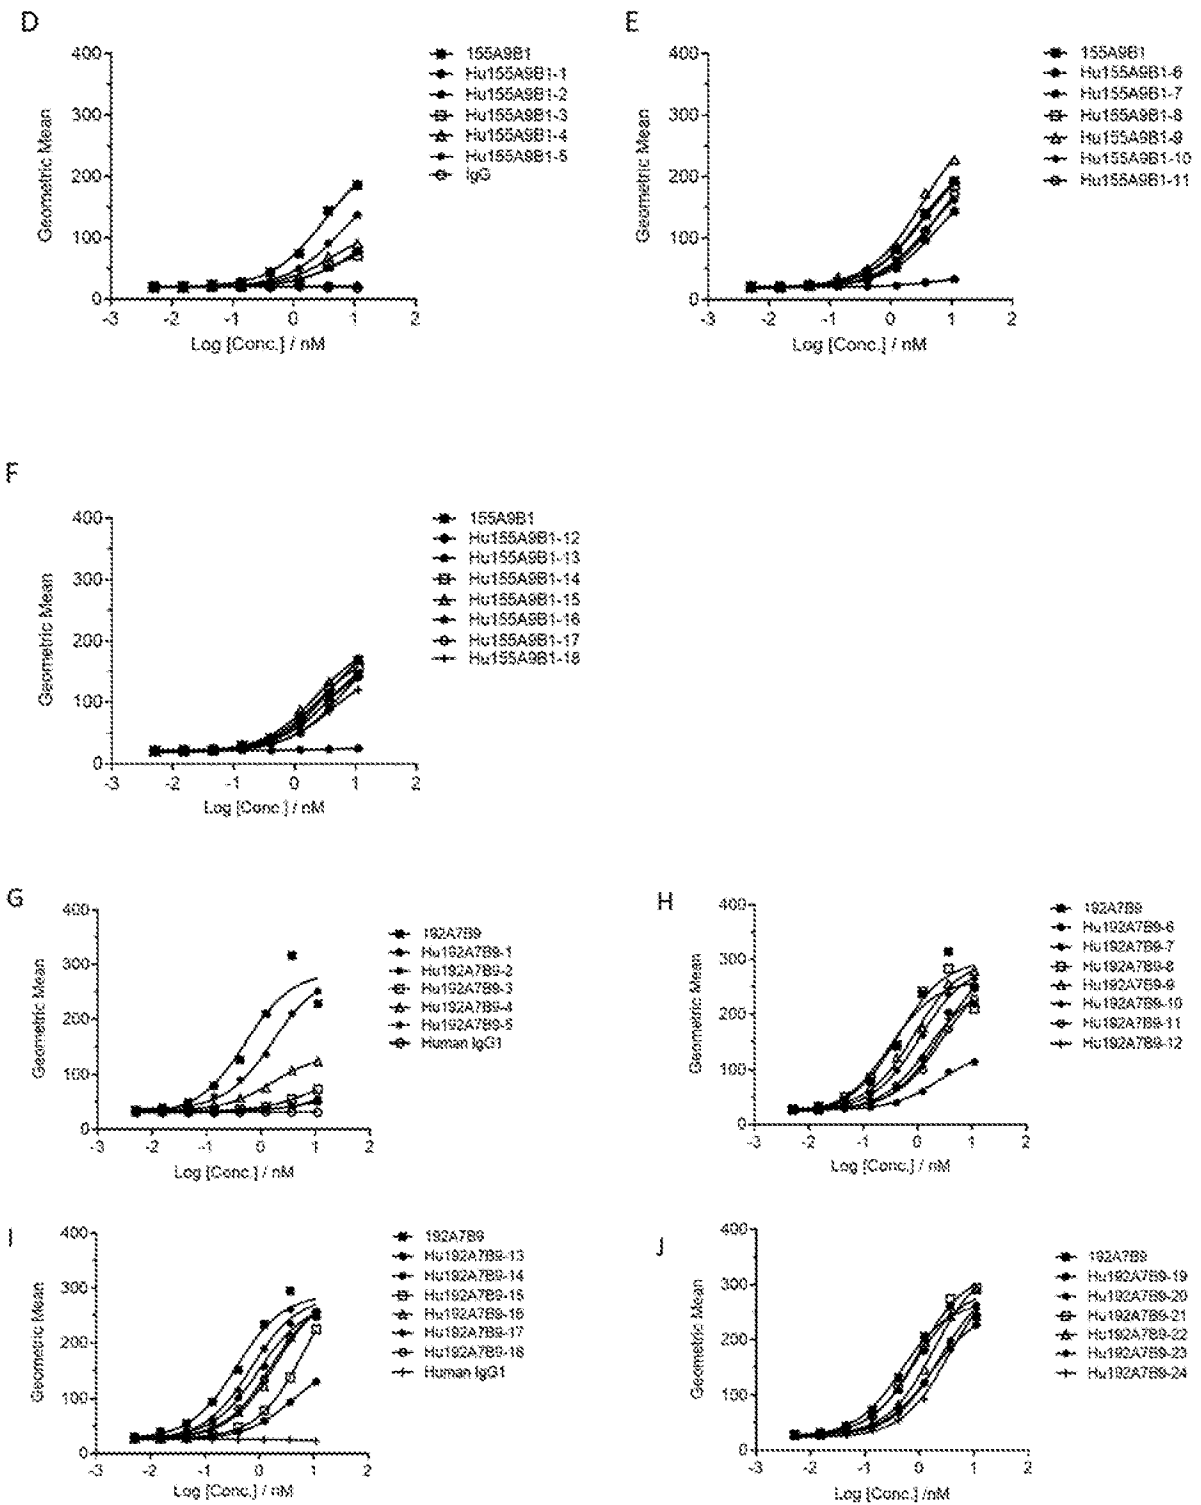 D
400
300
200
100
0
-3 -2 -1 0 1 2
Geometric Mean
Log [Conc.] / nM
155A9B1
Hu155A9B1-1
Hu155A9B1-2
Hu155A9B1-3
Hu155A9B1-4
Hu155A9B1-5
IgG
E
400
300
200
100
0
-3 -2 -1 0 1 2
Geometric Mean
Log [Conc.] / nM
155A9B1
Hu155A9B1-6
Hu155A9B1-7
Hu155A9B1-8
Hu155A9B1-9
Hu155A9B1-10
Hu155A9B1-11
F
400
300
200
100
0
-3 -2 -1 0 1 2
Geometric Mean
Log [Conc.] / nM
155A9B1
Hu155A9B1-12
Hu155A9B1-13
Hu155A9B1-14
Hu155A9B1-15
Hu155A9B1-16
Hu155A9B1-17
Hu155A9B1-18
G
400
300
200
100
0
-3 -2 -1 0 1 2
Geometric Mean
Log [Conc.] / nM
192A7B9
Hu192A7B9-1
Hu192A7B9-2
Hu192A7B9-3
Hu192A7B9-4
Hu192A7B9-5
Human IgG1
H
400
300
200
100
0
-3 -2 -1 0 1 2
Geometric Mean
Log [Conc.] / nM
192A7B9
Hu192A7B9-6
Hu192A7B9-7
Hu192A7B9-8
Hu192A7B9-9
Hu192A7B9-10
Hu192A7B9-11
Hu192A7B9-12
I
400
300
200
100
0
-3 -2 -1 0 1 2
Geometric Mean
Log [Conc.] / nM
192A7B9
Hu192A7B9-13
Hu192A7B9-14
Hu192A7B9-15
Hu192A7B9-16
Hu192A7B9-17
Hu192A7B9-18
Human IgG1
J
400
300
200
100
0
-3 -2 -1 0 1 2
Geometric Mean
Log [Conc.] /nM
192A7B9
Hu192A7B9-19
Hu192A7B9-20
Hu192A7B9-21
Hu192A7B9-22
Hu192A7B9-23
Hu192A7B9-24